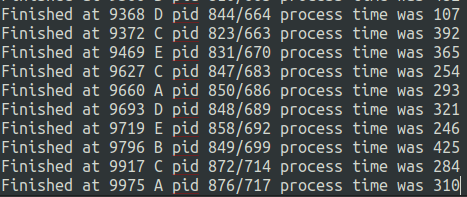 Finished at 9368 D pid 844/664 process time was 107
Finished at 9372 C pid 823/663 process time was 392
Finished at 9469 E pid 831/670 process time was 365
Finished at 9627 C pid 847/683 process time was 254
Finished at 9660 A pid 850/686 process time was 293
Finished at 9693 D pid 848/689 process time was 321
Finished at 9719 E pid 858/692 process time was 246
Finished at 9796 B pid 849/699 process time was 425
Finished at 9917 C pid 872/714 process time was 284
Finished at 9975 A pid 876/717 process time was 310